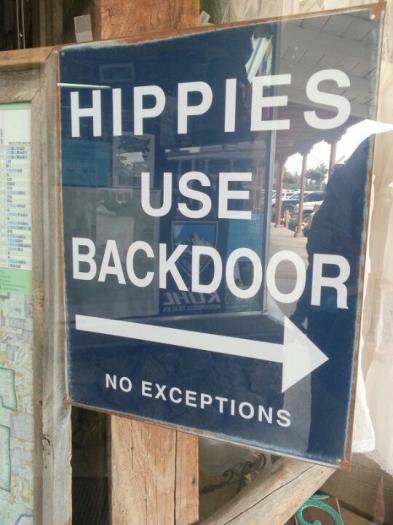 HIPPIES
USE
BACKDOOR
NO EXCEPTIONS